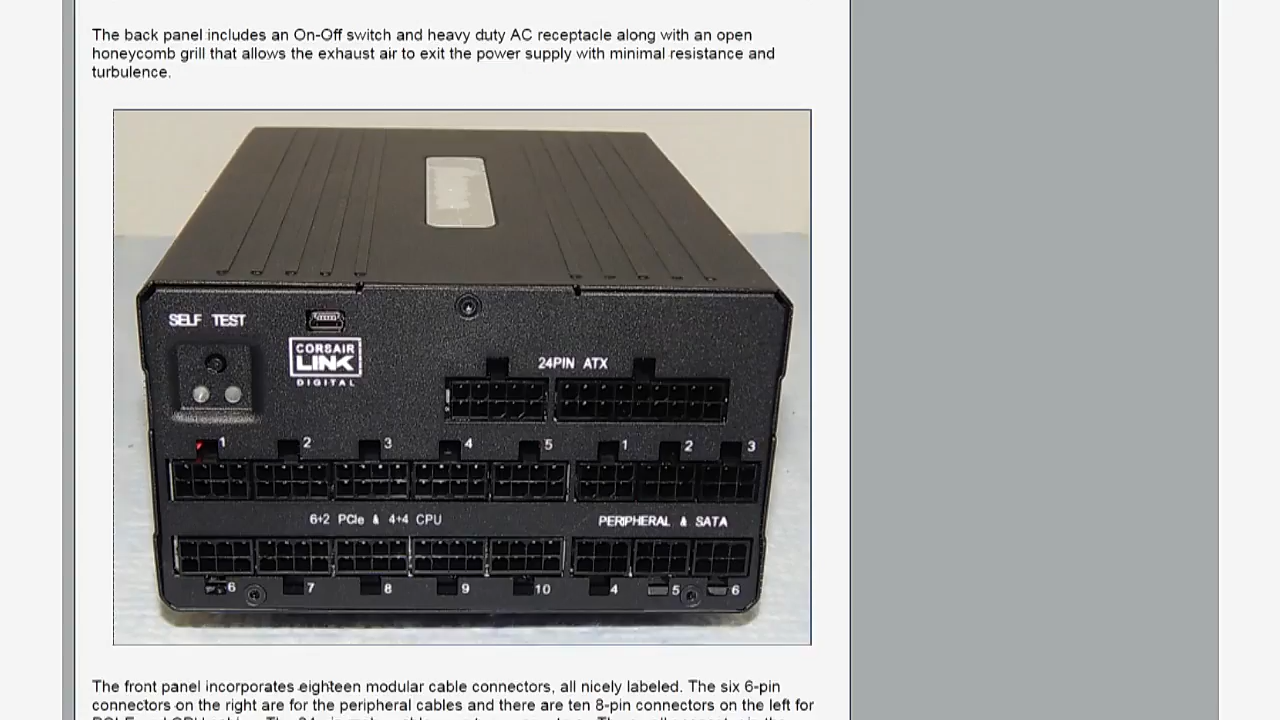 The back panel includes an On-Off switch and heavy duty AC receptacle along with an open
honeycomb grill that allows the exhaust air to exit the power supply with minimal resistance and
turbulence.
SELF TEST
CORSAIR
LINK
DIGITAL
24PIN ATX
1 2 3 4 5 1 2 3
6+2 PCIe & 4+4 CPU PERIPHERAL & SATA
6 7 8 9 10 4 5 6
The front panel incorporates eighteen modular cable connectors, all nicely labeled. The six 6-pin
connectors on the right are for the peripheral cables and there are ten 8-pin connectors on the left for